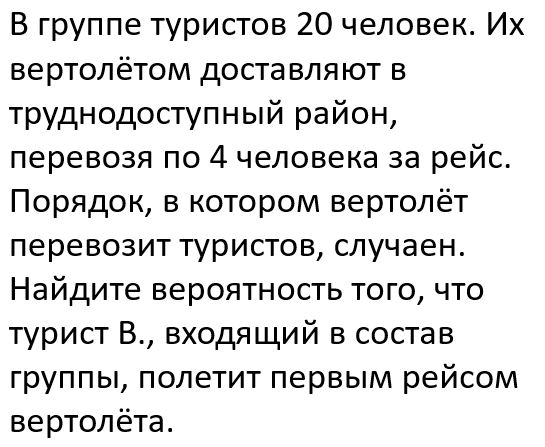 В группе туристов 20 человек. Их
вертолётом доставляют в
труднодоступный район,
перевозя по 4 человека за рейс.
Порядок, в котором вертолёт
перевозит туристов, случаен.
Найдите вероятность того, что
турист В., входящий в состав
группы, полетит первым рейсом
вертолёта.